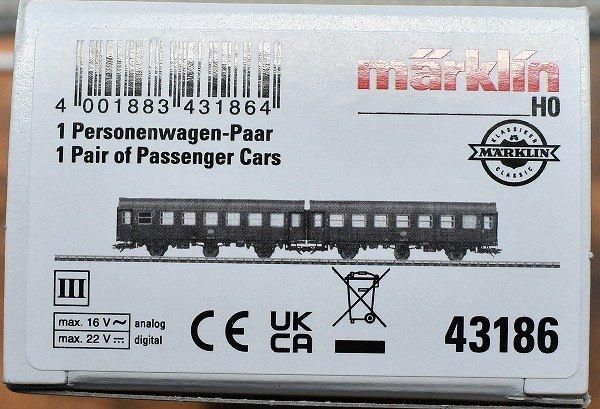 märklin
H0
4 001883 431864
1 Personenwagen-Paar
1 Pair of Passenger Cars
KLASSIKER
MÄRKLIN
CLASSIC
III
max. 16 V ~ analog
max. 22 V ⎓ digital
CE
UK
CA
43186